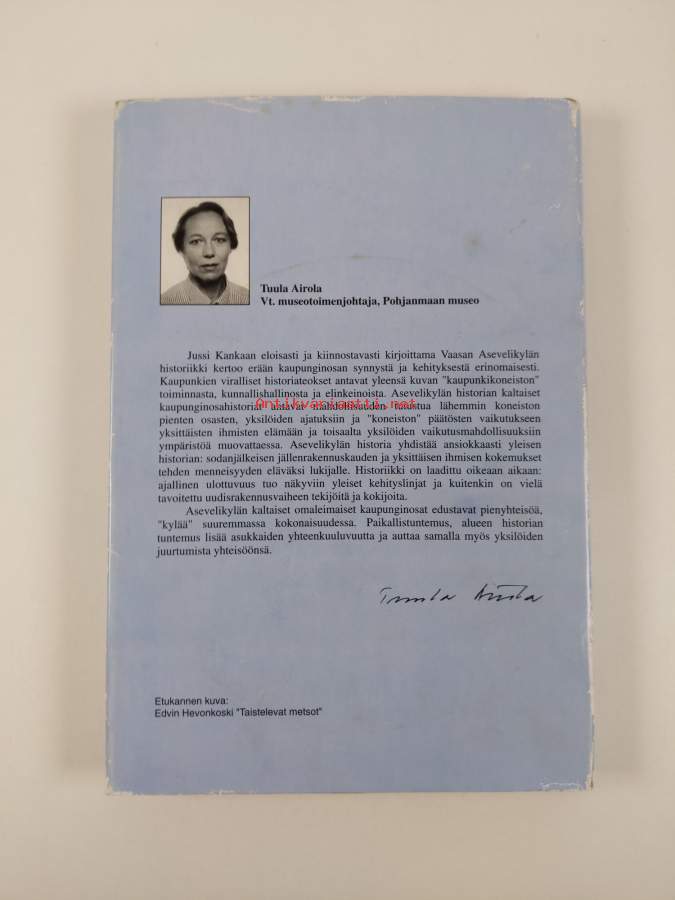 Tuula Airola
Vt. museotoimenjohtaja, Pohjanmaan museo
Jussi Kankaan eloisasti ja kiinnostavasti kirjoittama Vaasan Asevelikylän
historiikki kertoo erään kaupunginosan synnystä ja kehityksestä erinomaisesti.
Kaupunkien viralliset historiateokset antavat yleensä kuvan "kaupunkikoneiston"
toiminnasta, kunnallishallinosta ja elinkeinoista. Asevelikylän historian kaltaiset
kaupunginosahistoriat antavat mahdollisuuden tutustua lähemmin koneiston
Antikvariaatti.net
pienten osasten, yksilöiden ajatuksiin ja "koneiston" päätösten vaikutukseen
yksittäisten ihmisten elämään ja toisaalta yksilöiden vaikutusmahdollisuuksiin
ympäristöä muovattaessa. Asevelikylän historia yhdistää ansiokkaasti yleisen
historian: sodanjälkeisen jällenrakennuskauden ja yksittäisen ihmisen kokemukset
tehden menneisyyden eläväksi lukijalle. Historiikki on laadittu oikeaan aikaan:
ajallinen ulottuvuus tuo näkyviin yleiset kehityslinjat ja kuitenkin on vielä
tavoitettu uudisrakennusvaiheen tekijöitä ja kokijoita.
Asevelikylän kaltaiset omaleimaiset kaupunginosat edustavat pienyhteisöä,
"kylää" suuremmassa kokonaisuudessa. Paikallistuntemus, alueen historian
tuntemus lisää asukkaiden yhteenkuuluvuutta ja auttaa samalla myös yksilöiden
juurtumista yhteisöönsä.
Tuula Airola
Etukannen kuva:
Edvin Hevonkoski "Taistelevat metsot"